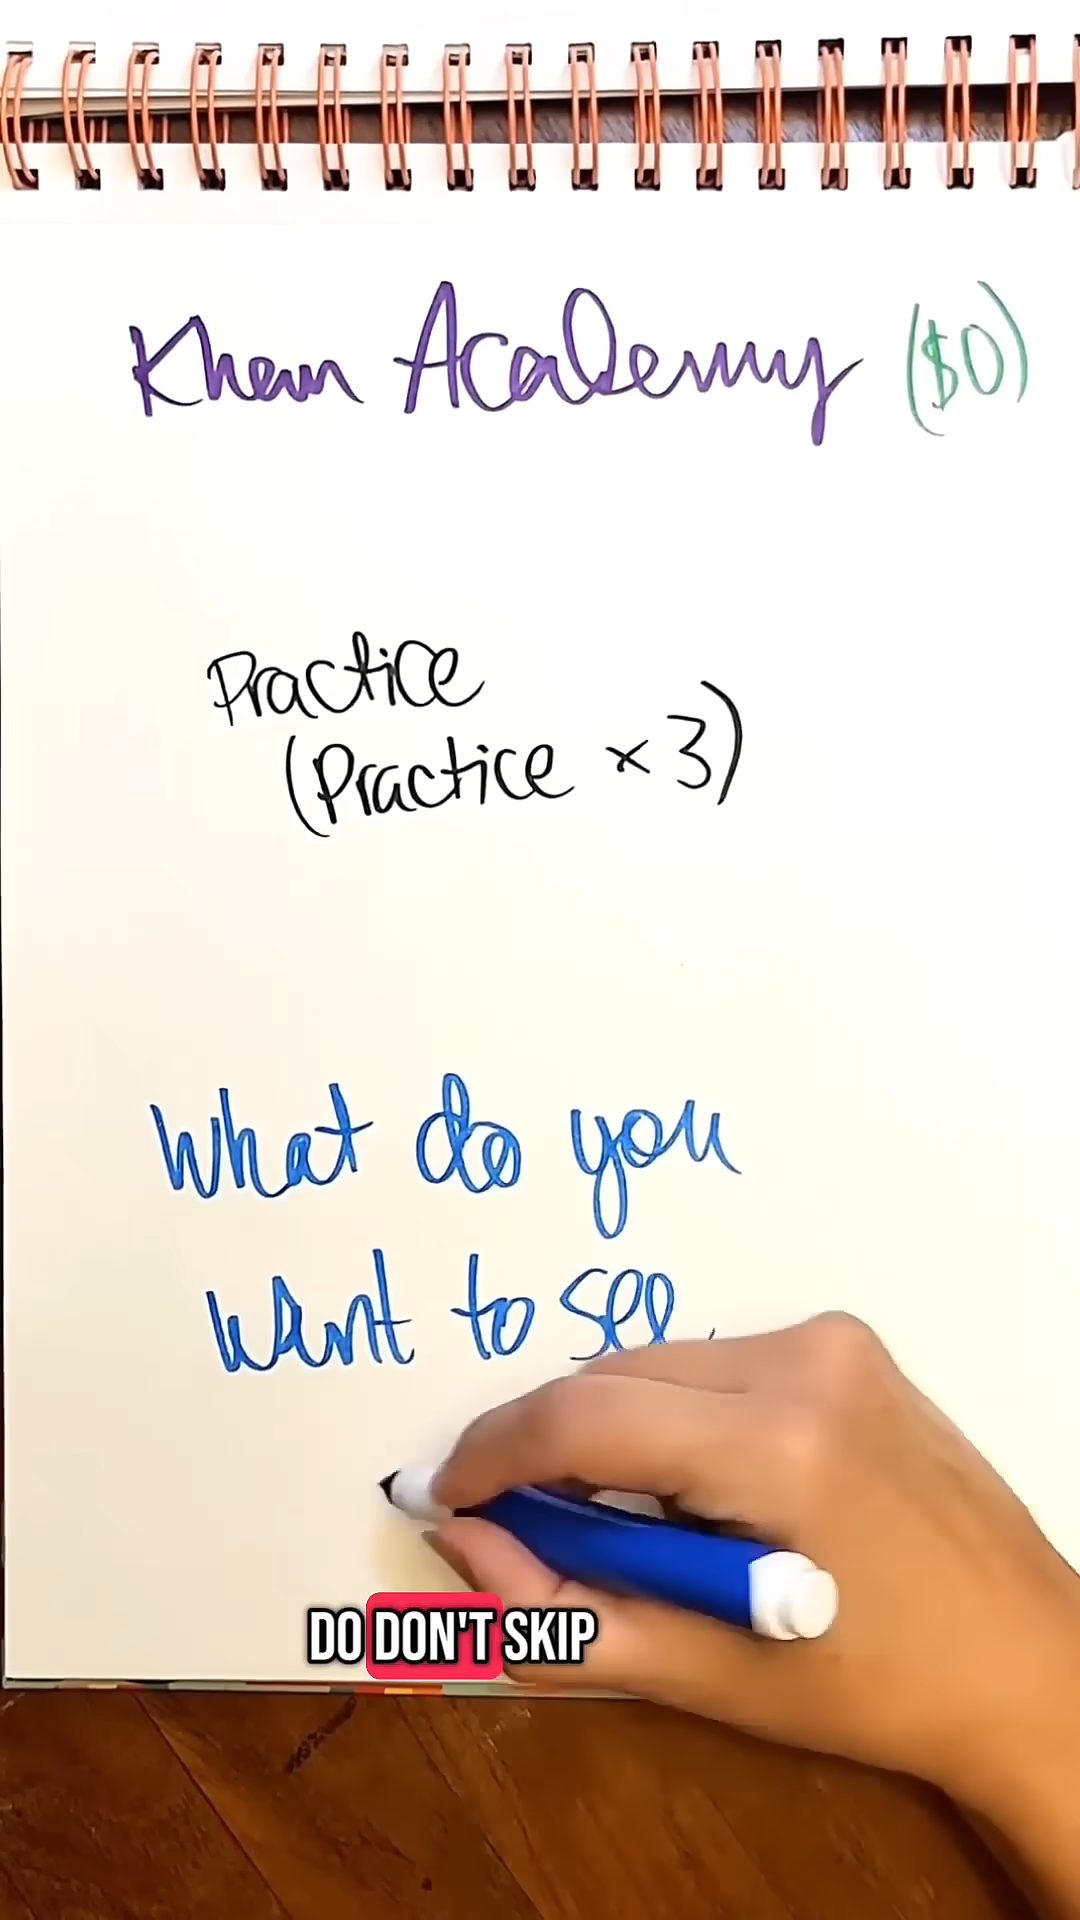 Khan Academy ($0)
Practice
(Practice × 3)
What do you
want to see
DO DON'T SKIP